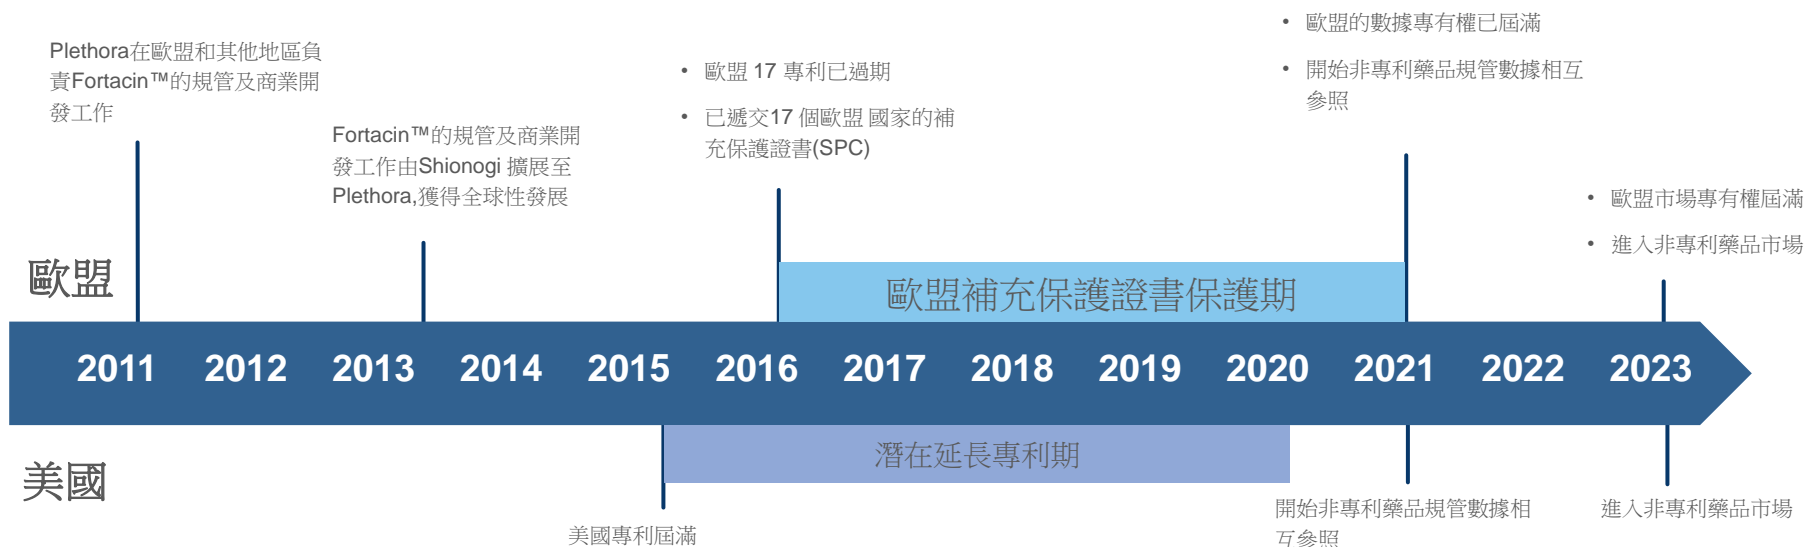 Plethora在歐盟和其他地區負
責Fortacin™的規管及商業開
發工作
Fortacin™的規管及商業開
發工作由Shionogi 擴展至
Plethora,獲得全球性發展
• 歐盟 17 專利已過期
• 已遞交17 個歐盟 國家的補
充保護證書(SPC)
• 歐盟的數據專有權已屆滿
• 開始非專利藥品規管數據相互
參照
• 歐盟市場專有權屆滿
• 進入非專利藥品市場
歐盟
歐盟補充保護證書保護期
2011 2012 2013 2014 2015 2016 2017 2018 2019 2020 2021 2022 2023
潛在延長專利期
美國
美國專利屆滿
開始非專利藥品規管數據相
互參照
進入非專利藥品市場